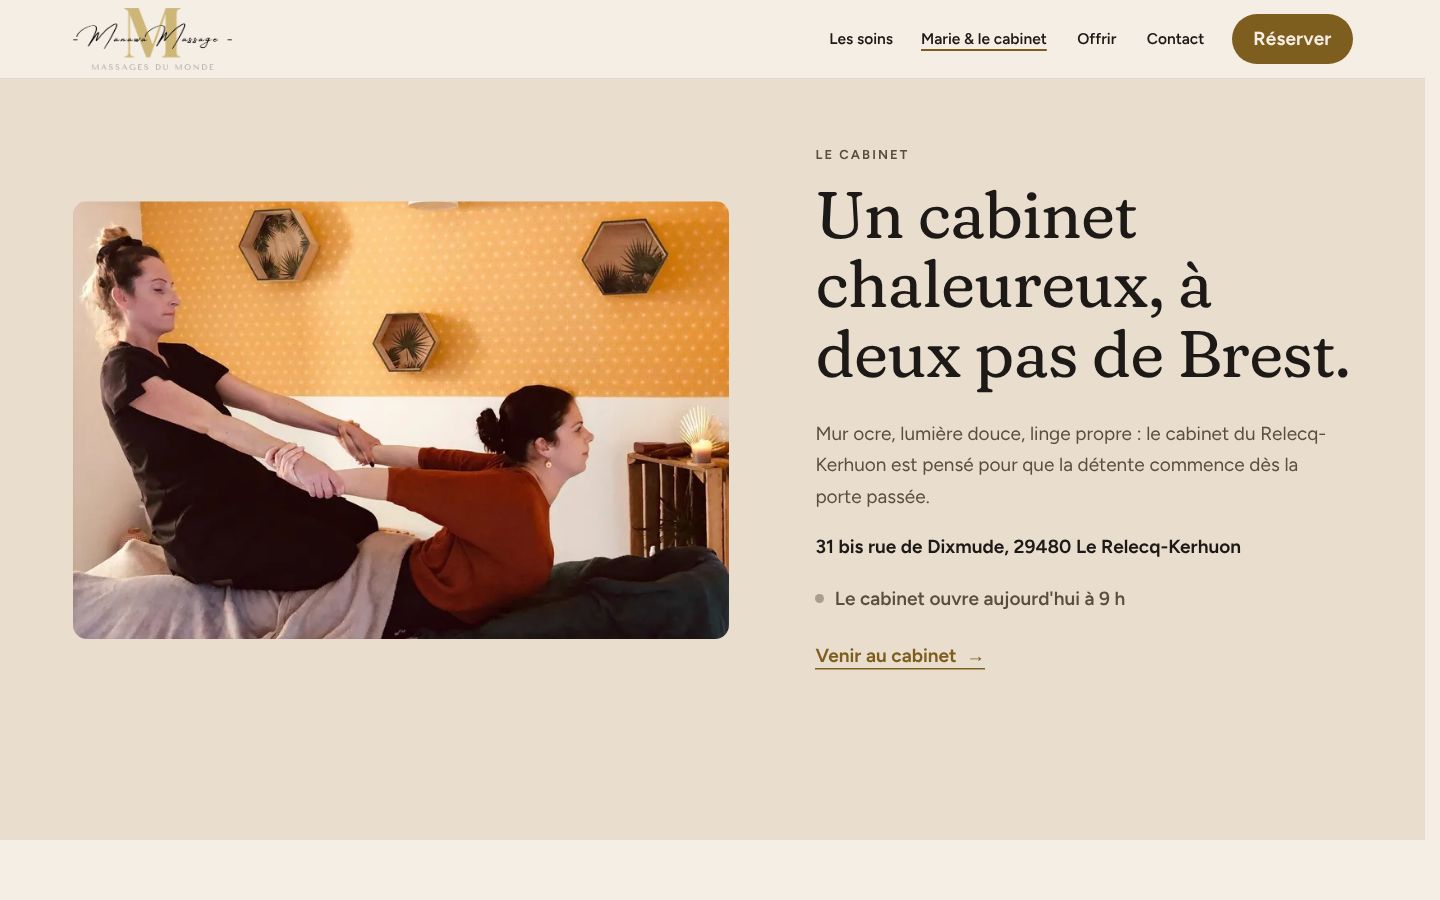 - Manawa Massage -
M
MASSAGES DU MONDE
Les soins
Marie & le cabinet
Offrir
Contact
Réserver
LE CABINET
Un cabinet
chaleureux, à
deux pas de Brest.
Mur ocre, lumière douce, linge propre : le cabinet du Relecq-
Kerhuon est pensé pour que la détente commence dès la
porte passée.
31 bis rue de Dixmude, 29480 Le Relecq-Kerhuon
Le cabinet ouvre aujourd'hui à 9 h
Venir au cabinet →